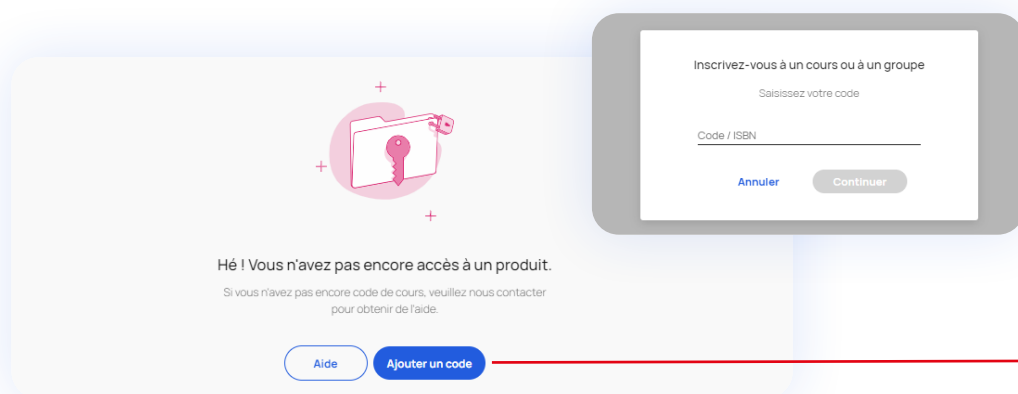 Inscrivez-vous à un cours ou à un groupe
Saisissez votre code
Code / ISBN
Annuler
Continuer
Hé ! Vous n'avez pas encore accès à un produit.
Si vous n'avez pas encore code de cours, veuillez nous contacter
pour obtenir de l'aide.
Aide
Ajouter un code